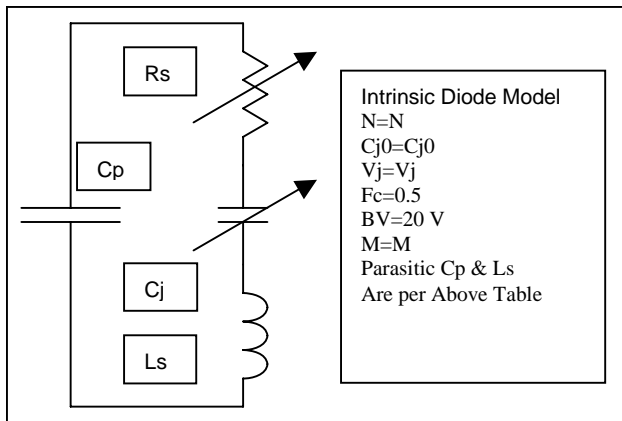 Rs
Cp
Cj
Ls
Intrinsic Diode Model
N=N
Cj0=Cj0
Vj=Vj
Fc=0.5
BV=20 V
M=M
Parasitic Cp & Ls
Are per Above Table